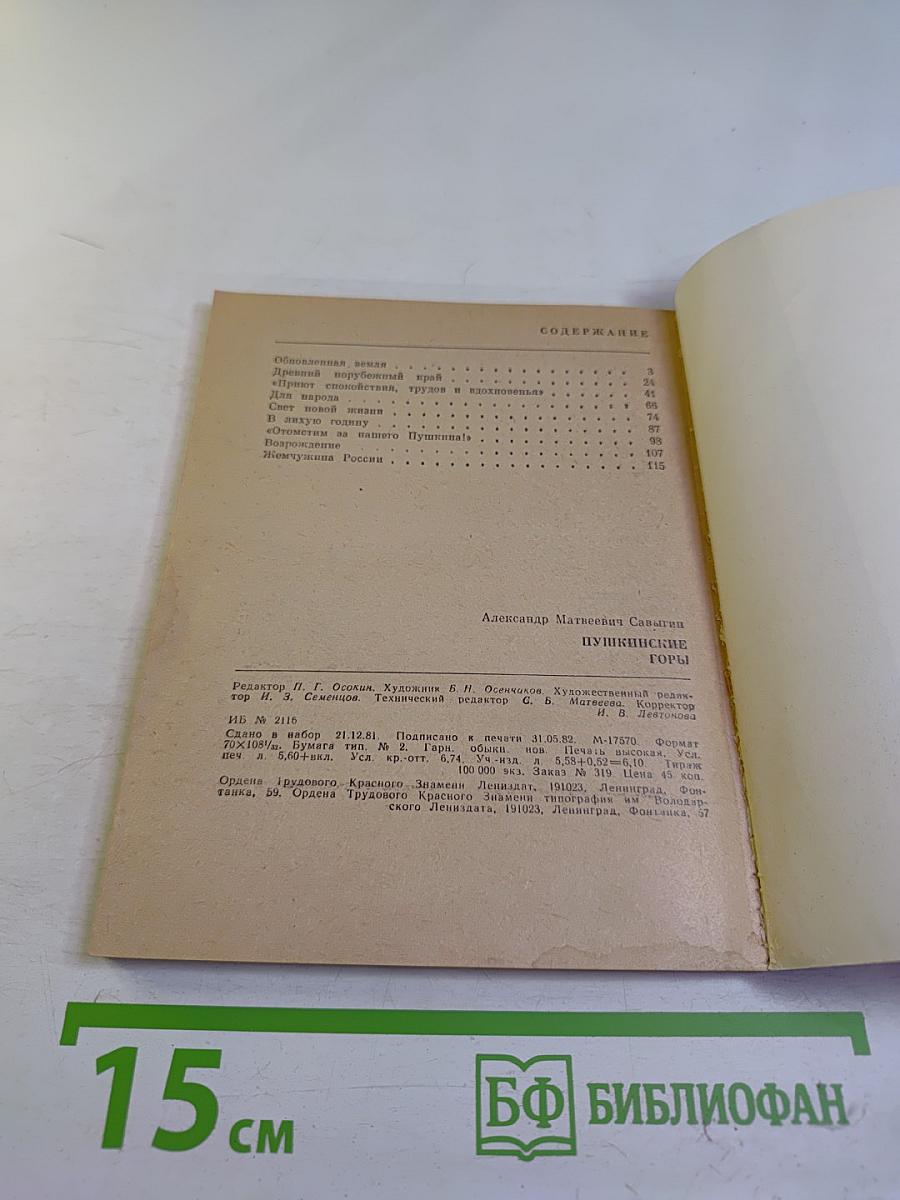 СОДЕРЖАНИЕ
Обновленная земля . . . . . . . . . . . . . . . . 3
Древний порубежный край . . . . . . . . . . . . 24
«Приют спокойствия, трудов и вдохновенья» . . . . . 41
Для народа . . . . . . . . . . . . . . . . . . 66
Свет новой жизни . . . . . . . . . . . . . . . 74
В лихую годину . . . . . . . . . . . . . . . . 87
«Отомстим за нашего Пушкина!» . . . . . . . . . . 98
Возрождение . . . . . . . . . . . . . . . . . 107
Жемчужина России . . . . . . . . . . . . . . . 115
Александр Матвеевич Савыгин
ПУШКИНСКИЕ
ГОРЫ
Редактор П. Г. Осокин. Художник Б. Н. Осенчаков. Художественный редак-
тор И. З. Семенцов. Технический редактор С. Б. Матвеева. Корректор
И. В. Левтонова
ИБ № 2116
Сдано в набор 21.12.81. Подписано к печати 31.05.82. М-17570. Формат
70×108¹/₃₂. Бумага тип. № 2. Гарн. обыкн. нов. Печать высокая. Усл.
печ л. 5,60+вкл. Усл. кр.-отт. 6,74. Уч-изд. л 5,58+0,52=6,10. Тираж
100 000 экз. Заказ № 319. Цена 45 коп.
Ордена Трудового Красного Знамени Лениздат, 191023, Ленинград, Фон-
танка, 59. Ордена Трудового Красного Знамени типография им Володар-
ского Лениздата, 191023, Ленинград, Фонтанка, 57
15 см
БФ БИБЛИОФАН